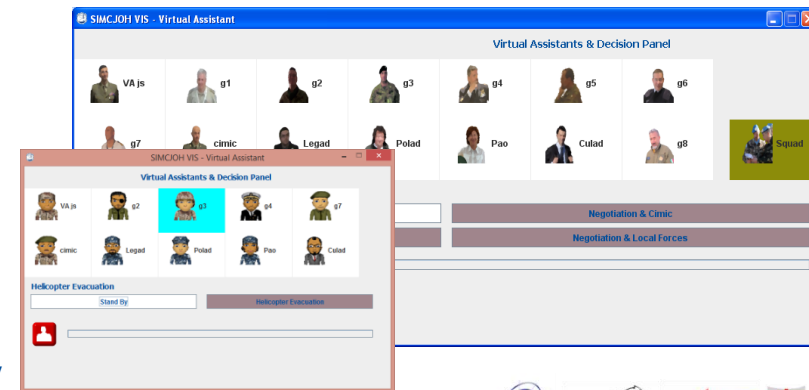 SIMCJOH VIS - Virtual Assistant
Virtual Assistants & Decision Panel
VA js
g1
g2
g3
g4
g5
g6
g7
cimic
Legad
Polad
Pao
Culad
g8
Squad
Negotiation & Cimic
Negotiation & Local Forces
SIMCJOH VIS - Virtual Assistant
Virtual Assistants & Decision Panel
VA js
g2
g3
g4
g7
cimic
Legad
Polad
Pao
Culad
Helicopter Evacuation
Stand By
Helicopter Evacuation